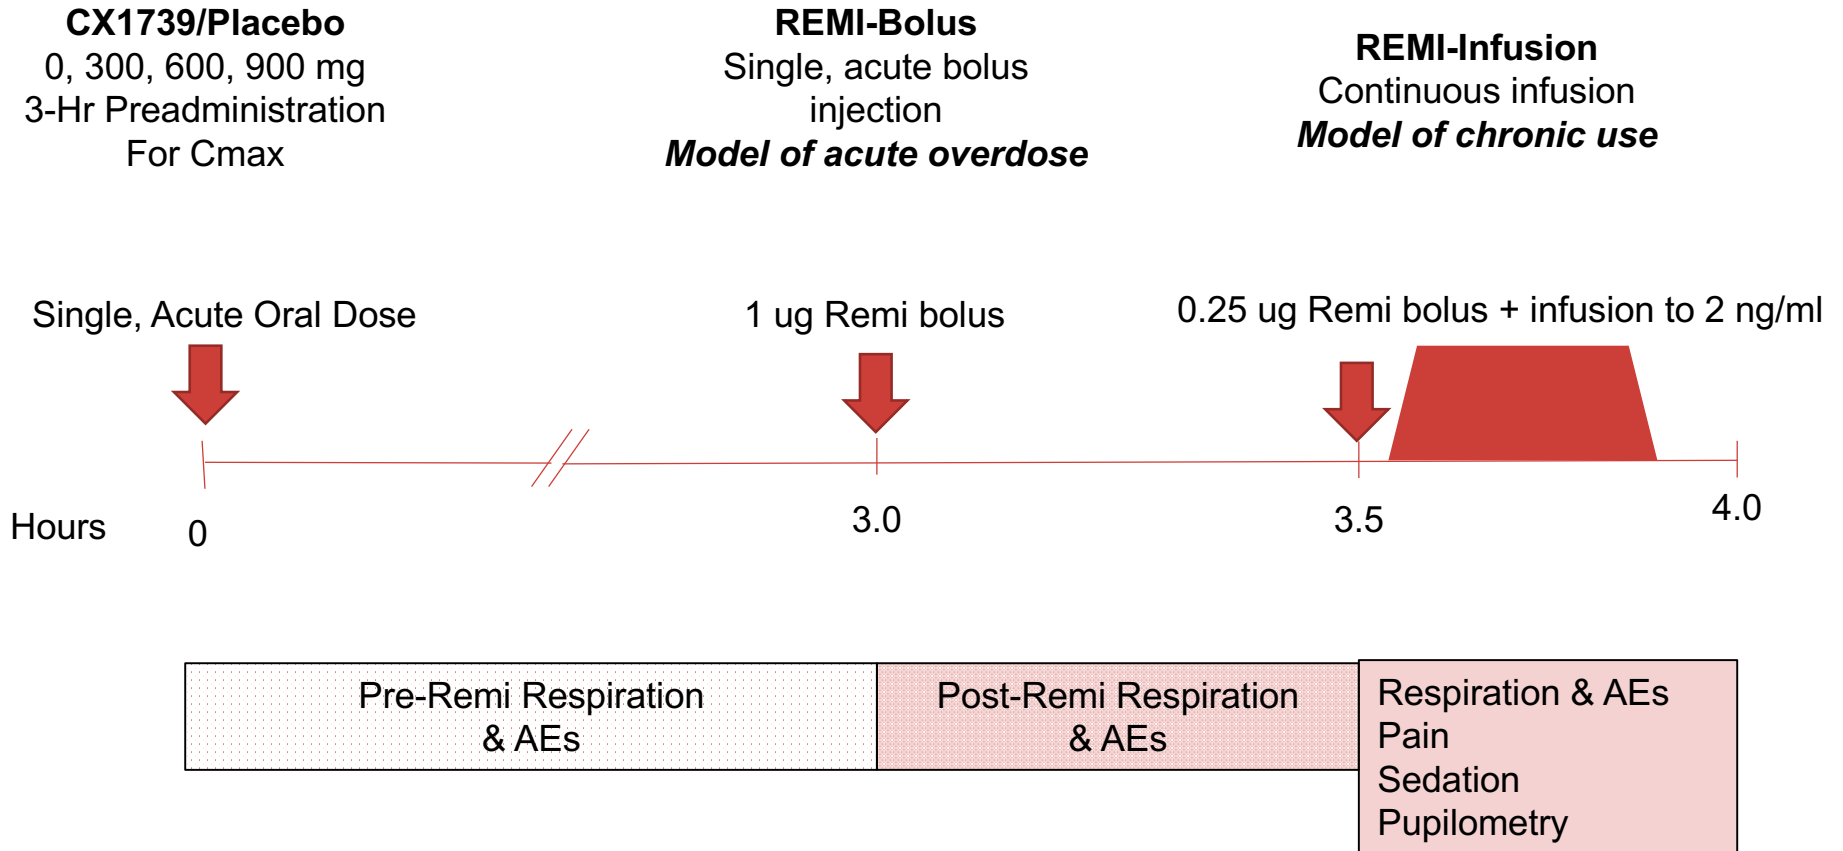 CX1739/Placebo
0, 300, 600, 900 mg
3-Hr Preadministration
For Cmax
REMI-Bolus
Single, acute bolus
injection
Model of acute overdose
REMI-Infusion
Continuous infusion
Model of chronic use
Single, Acute Oral Dose
1 ug Remi bolus
0.25 ug Remi bolus + infusion to 2 ng/ml
Hours
0
3.0
3.5
4.0
Pre-Remi Respiration
& AEs
Post-Remi Respiration
& AEs
Respiration & AEs
Pain
Sedation
Pupilometry